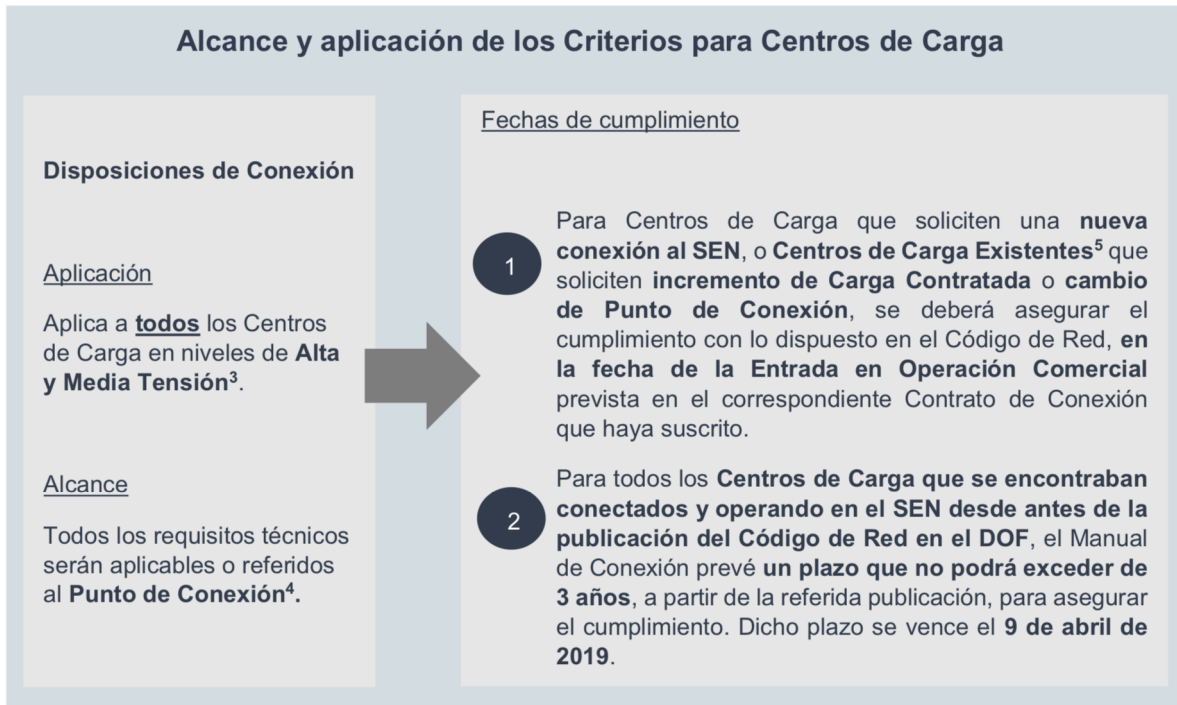 Alcance y aplicación de los Criterios para Centros de Carga
Disposiciones de Conexión
Aplicación
Aplica a todos los Centros
de Carga en niveles de Alta
y Media Tensión³.
Alcance
Todos los requisitos técnicos
serán aplicables o referidos
al Punto de Conexión⁴.
Fechas de cumplimiento
1
Para Centros de Carga que soliciten una nueva
conexión al SEN, o Centros de Carga Existentes⁵ que
soliciten incremento de Carga Contratada o cambio
de Punto de Conexión, se deberá asegurar el
cumplimiento con lo dispuesto en el Código de Red, en
la fecha de la Entrada en Operación Comercial
prevista en el correspondiente Contrato de Conexión
que haya suscrito.
2
Para todos los Centros de Carga que se encontraban
conectados y operando en el SEN desde antes de la
publicación del Código de Red en el DOF, el Manual
de Conexión prevé un plazo que no podrá exceder de
3 años, a partir de la referida publicación, para asegurar
el cumplimiento. Dicho plazo se vence el 9 de abril de
2019.